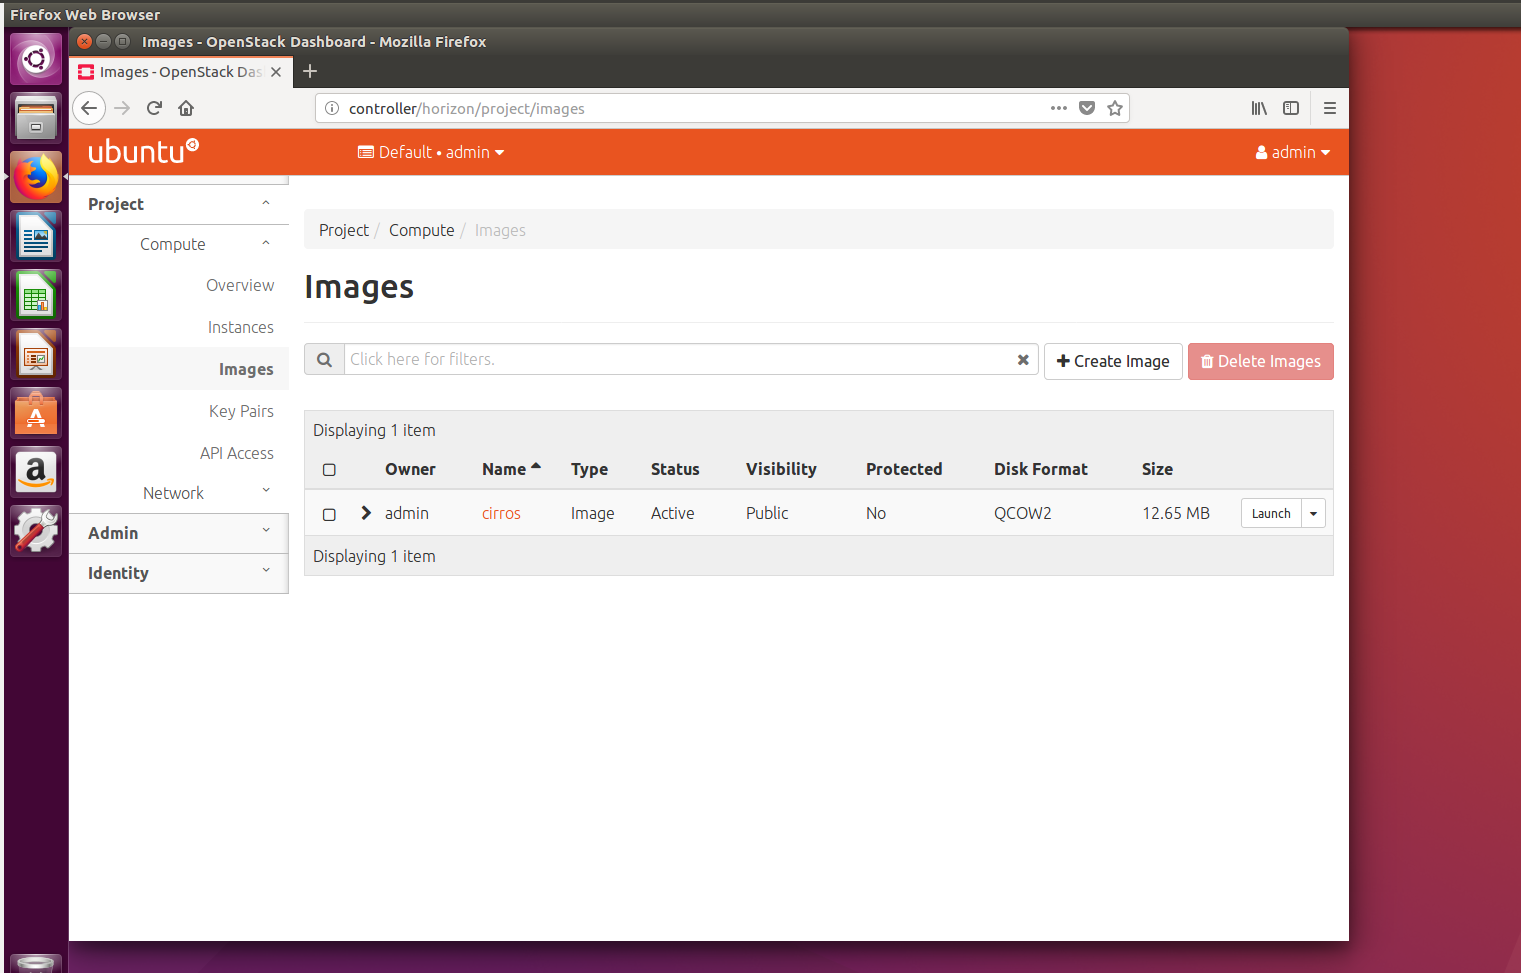 Firefox Web Browser
Images - OpenStack Dashboard - Mozilla Firefox
Images - OpenStack Das
controller/horizon/project/images
ubuntu
Default • admin
admin
Project
Compute
Overview
Instances
Images
Key Pairs
API Access
Network
Admin
Identity
Project / Compute / Images
Images
Click here for filters.
Create Image
Delete Images
Displaying 1 item
Owner Name Type Status Visibility Protected Disk Format Size
admin cirros Image Active Public No QCOW2 12.65 MB Launch
Displaying 1 item